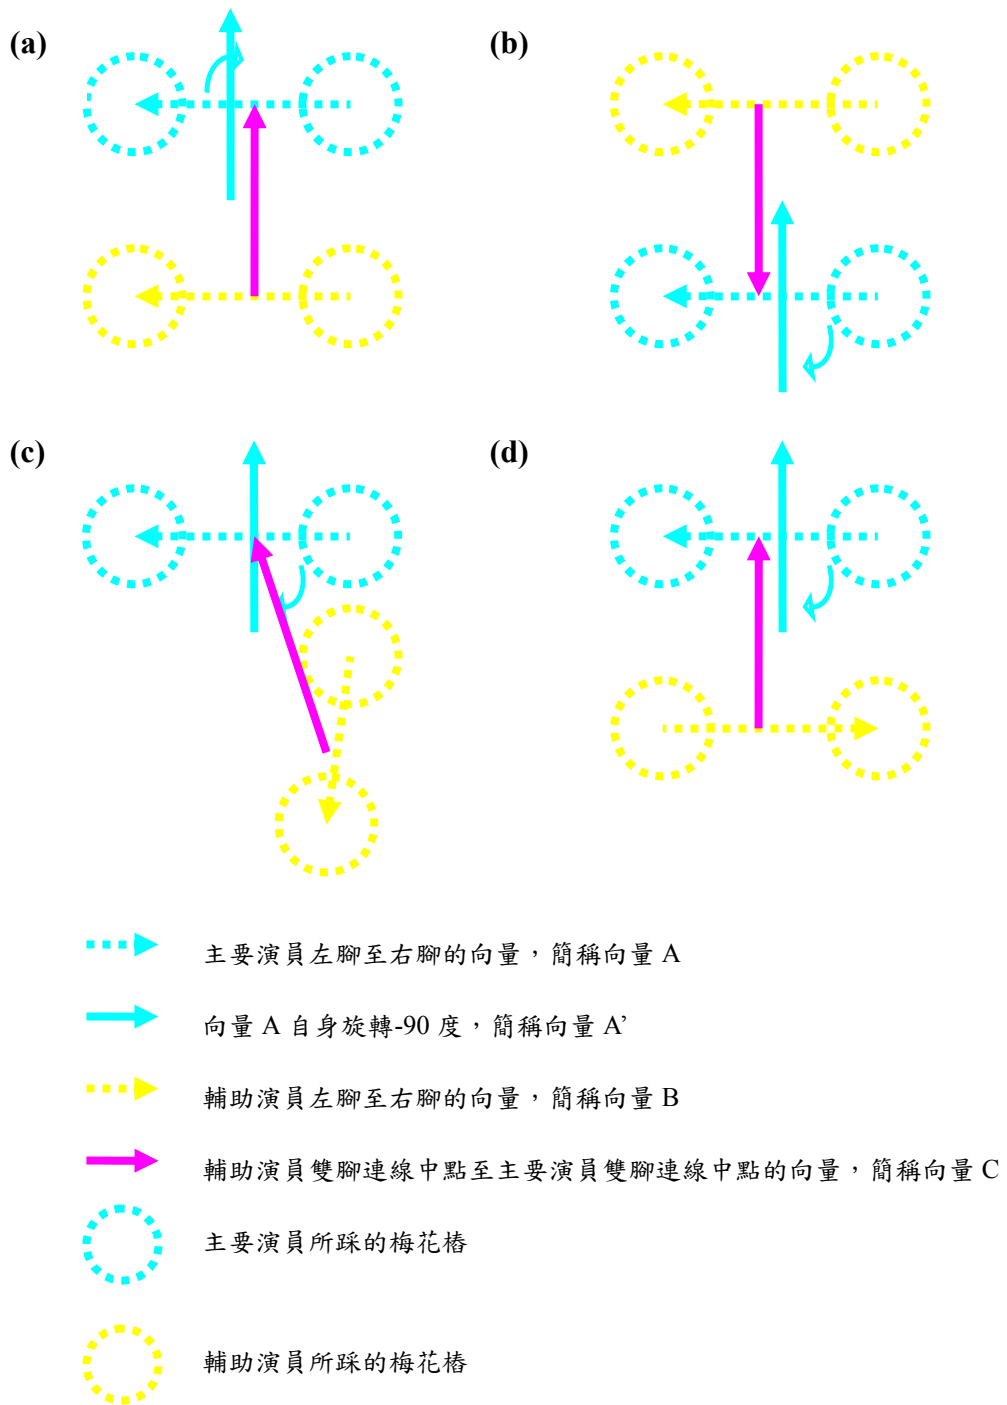 (a)
(b)
(c)
(d)
主要演員左腳至右腳的向量，簡稱向量 A
向量 A 自身旋轉-90 度，簡稱向量 A’
輔助演員左腳至右腳的向量，簡稱向量 B
輔助演員雙腳連線中點至主要演員雙腳連線中點的向量，簡稱向量 C
主要演員所踩的梅花樁
輔助演員所踩的梅花樁